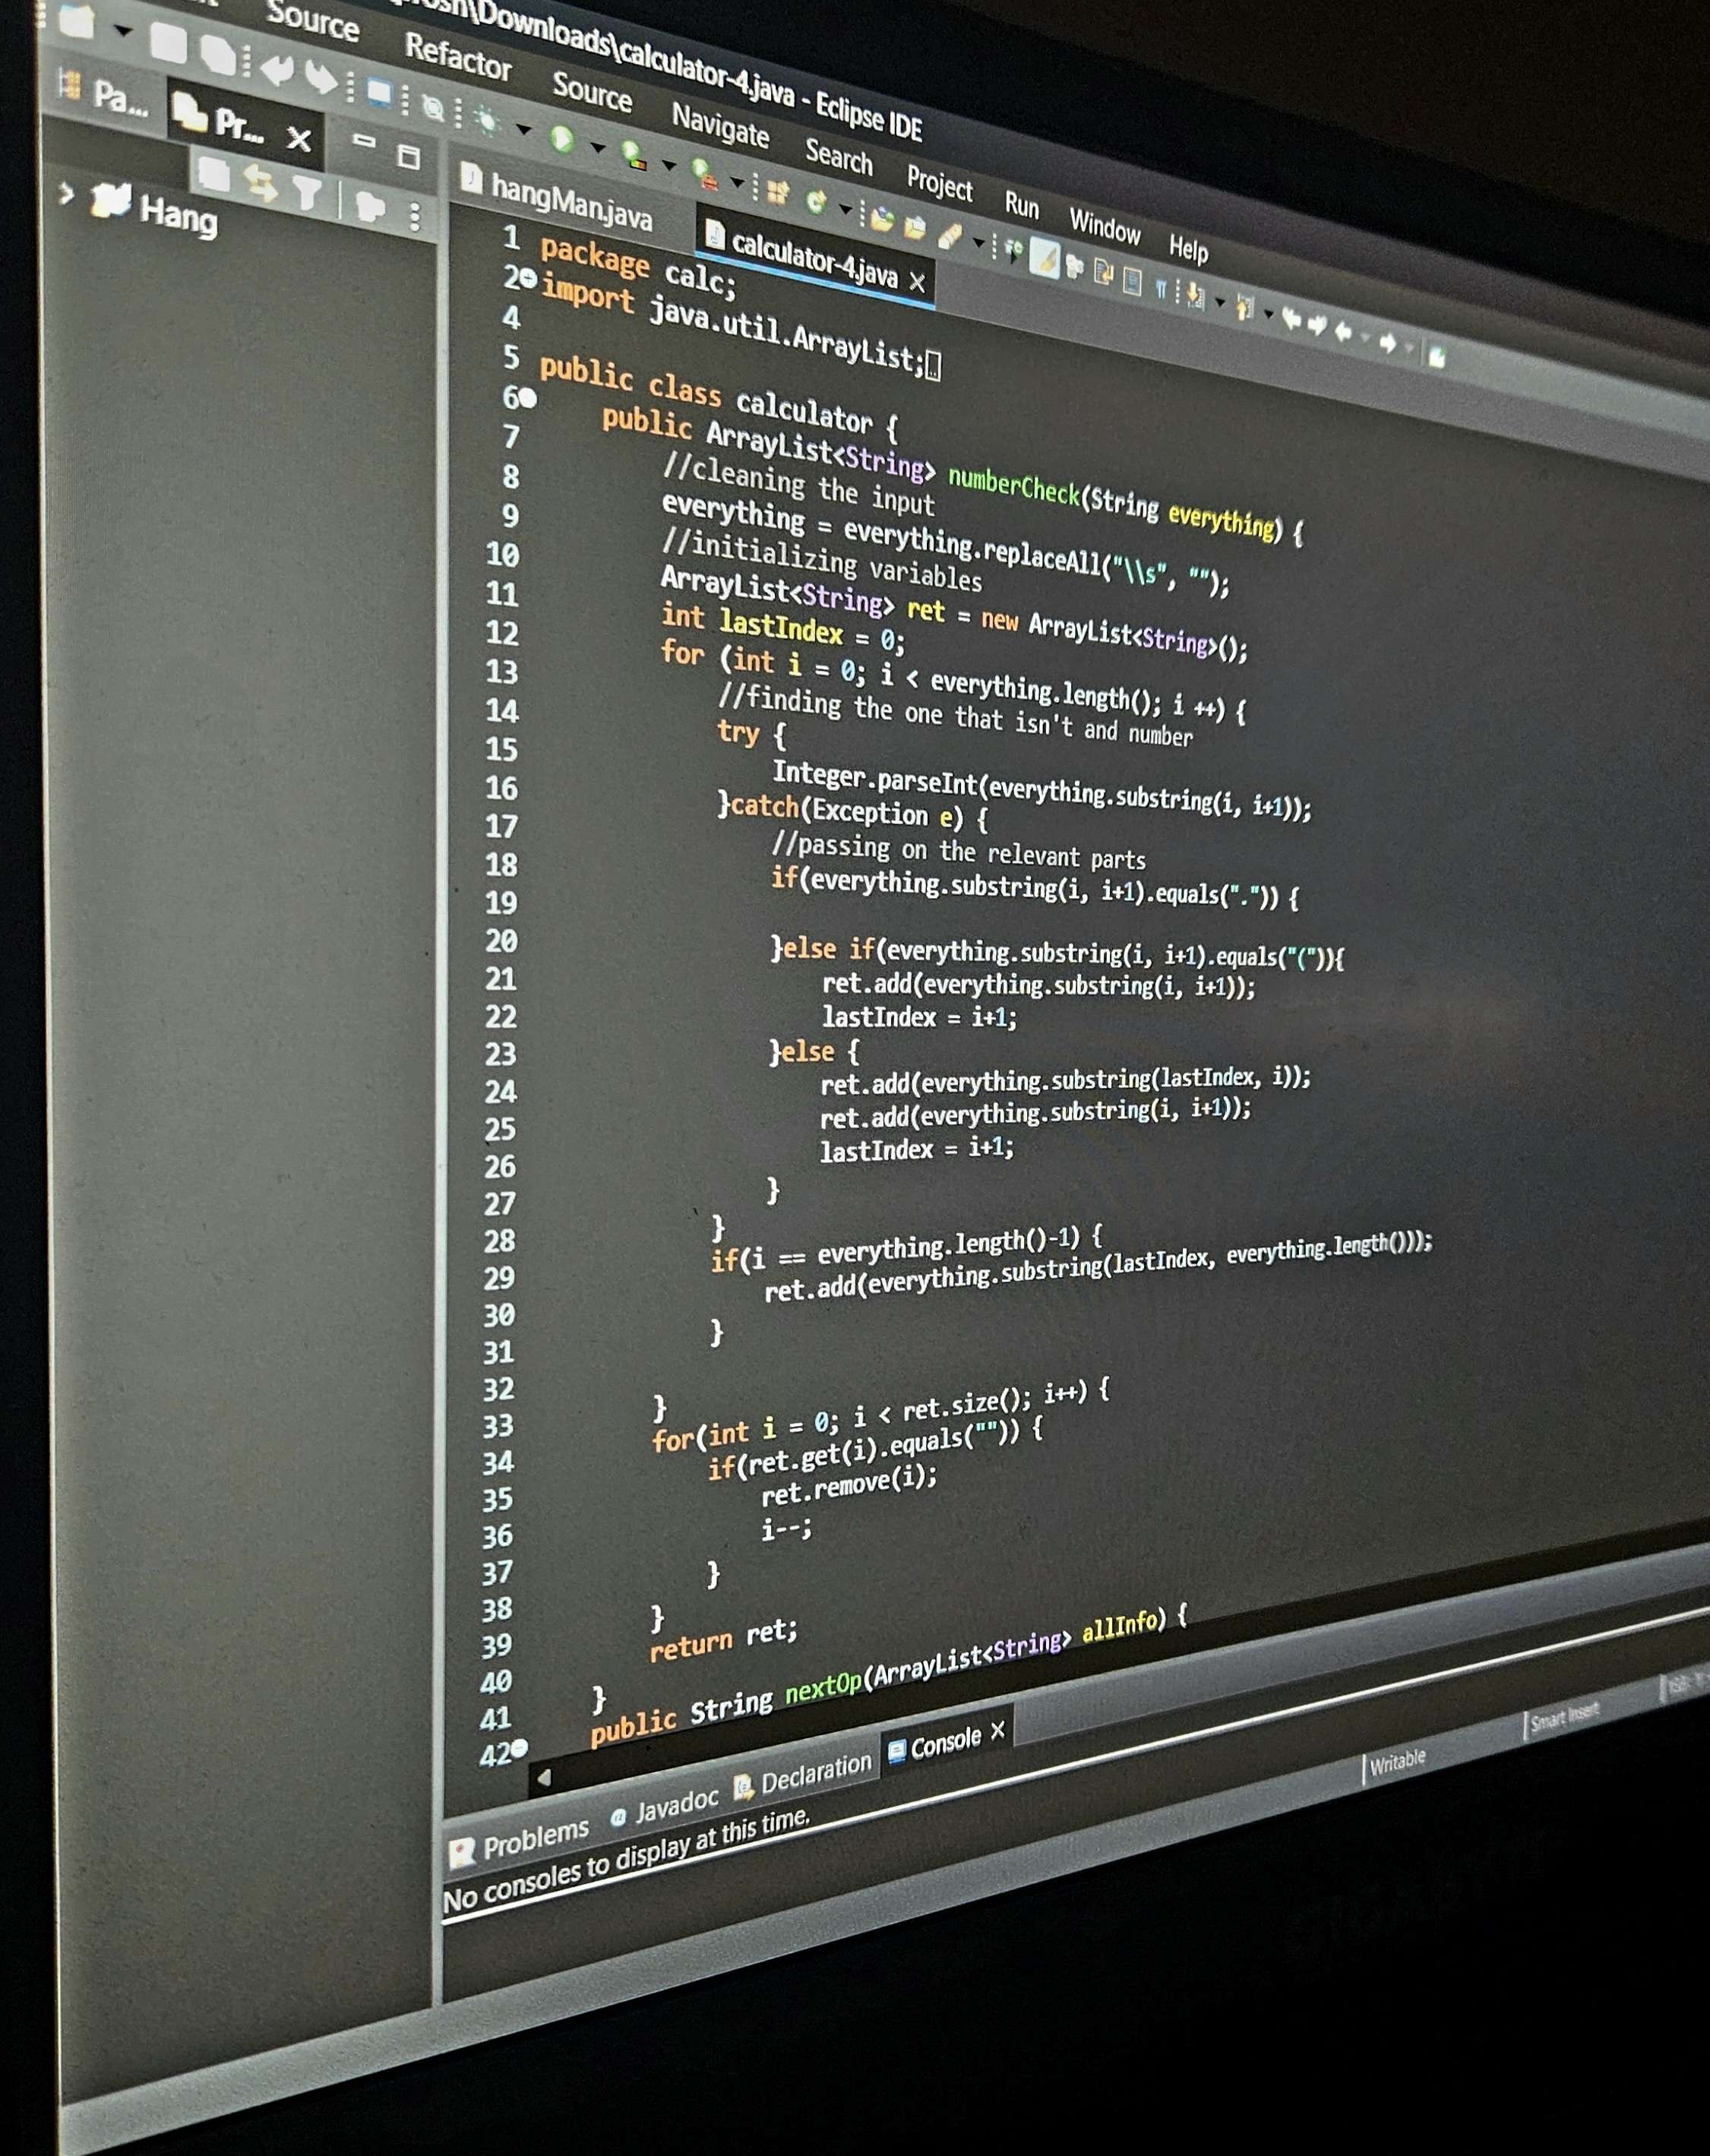 \Downloads\calculator-4.java - Eclipse IDE
Source Refactor Source Navigate Search Project Run Window Help
Pa... Pr...
hangMan.java calculator-4.java
Hang
1 package calc;
2 import java.util.ArrayList;
4
5 public class calculator {
6 public ArrayList<String> numberCheck(String everything) {
7 //cleaning the input
8 everything = everything.replaceAll("\\s", "");
9 //initializing variables
10 ArrayList<String> ret = new ArrayList<String>();
11 int lastIndex = 0;
12 for (int i = 0; i < everything.length(); i ++) {
13 //finding the one that isn't and number
14 try {
15 Integer.parseInt(everything.substring(i, i+1));
16 }catch(Exception e) {
17 //passing on the relevant parts
18 if(everything.substring(i, i+1).equals(".")) {
19
20 }else if(everything.substring(i, i+1).equals("(")){
21 ret.add(everything.substring(i, i+1));
22 lastIndex = i+1;
23 }else {
24 ret.add(everything.substring(lastIndex, i));
25 ret.add(everything.substring(i, i+1));
26 lastIndex = i+1;
27 }
28 }
29 if(i == everything.length()-1) {
30 ret.add(everything.substring(lastIndex, everything.length()));
31 }
32
33 }
34 for(int i = 0; i < ret.size(); i++) {
35 if(ret.get(i).equals("")) {
36 ret.remove(i);
37 i--;
38 }
39 }
40 return ret;
41 }
42 public String nextOp(ArrayList<String> allInfo) {
Problems Javadoc Declaration Console
No consoles to display at this time.
Writable Smart Insert